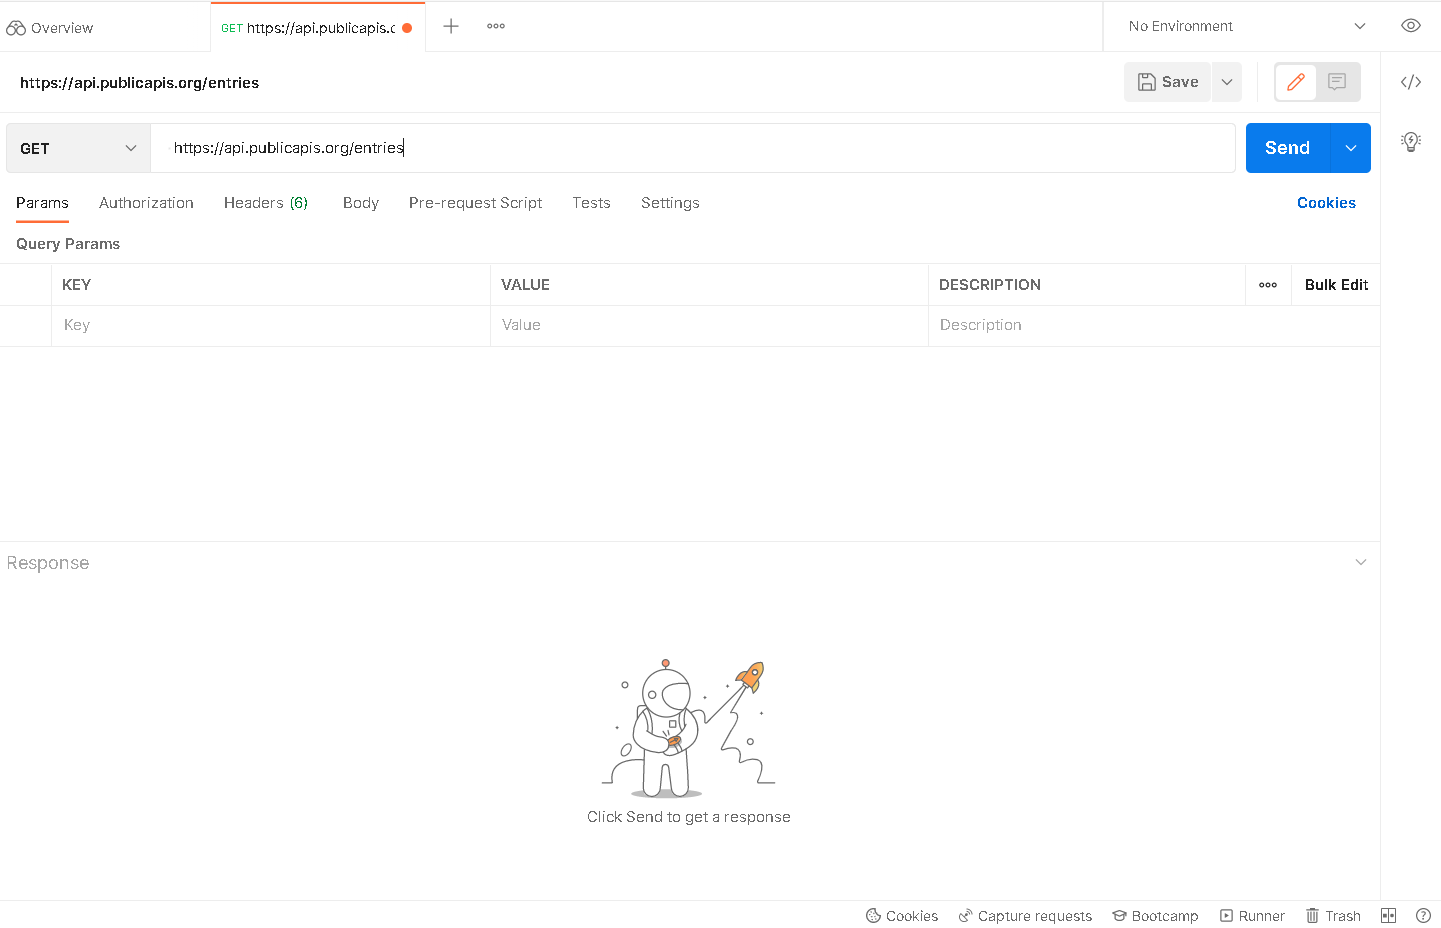 Overview
GET https://api.publicapis.c
No Environment
https://api.publicapis.org/entries
Save
GET
https://api.publicapis.org/entries
Send
Params Authorization Headers (6) Body Pre-request Script Tests Settings Cookies
Query Params
KEY VALUE DESCRIPTION Bulk Edit
Key Value Description
Response
Click Send to get a response
Cookies Capture requests Bootcamp Runner Trash